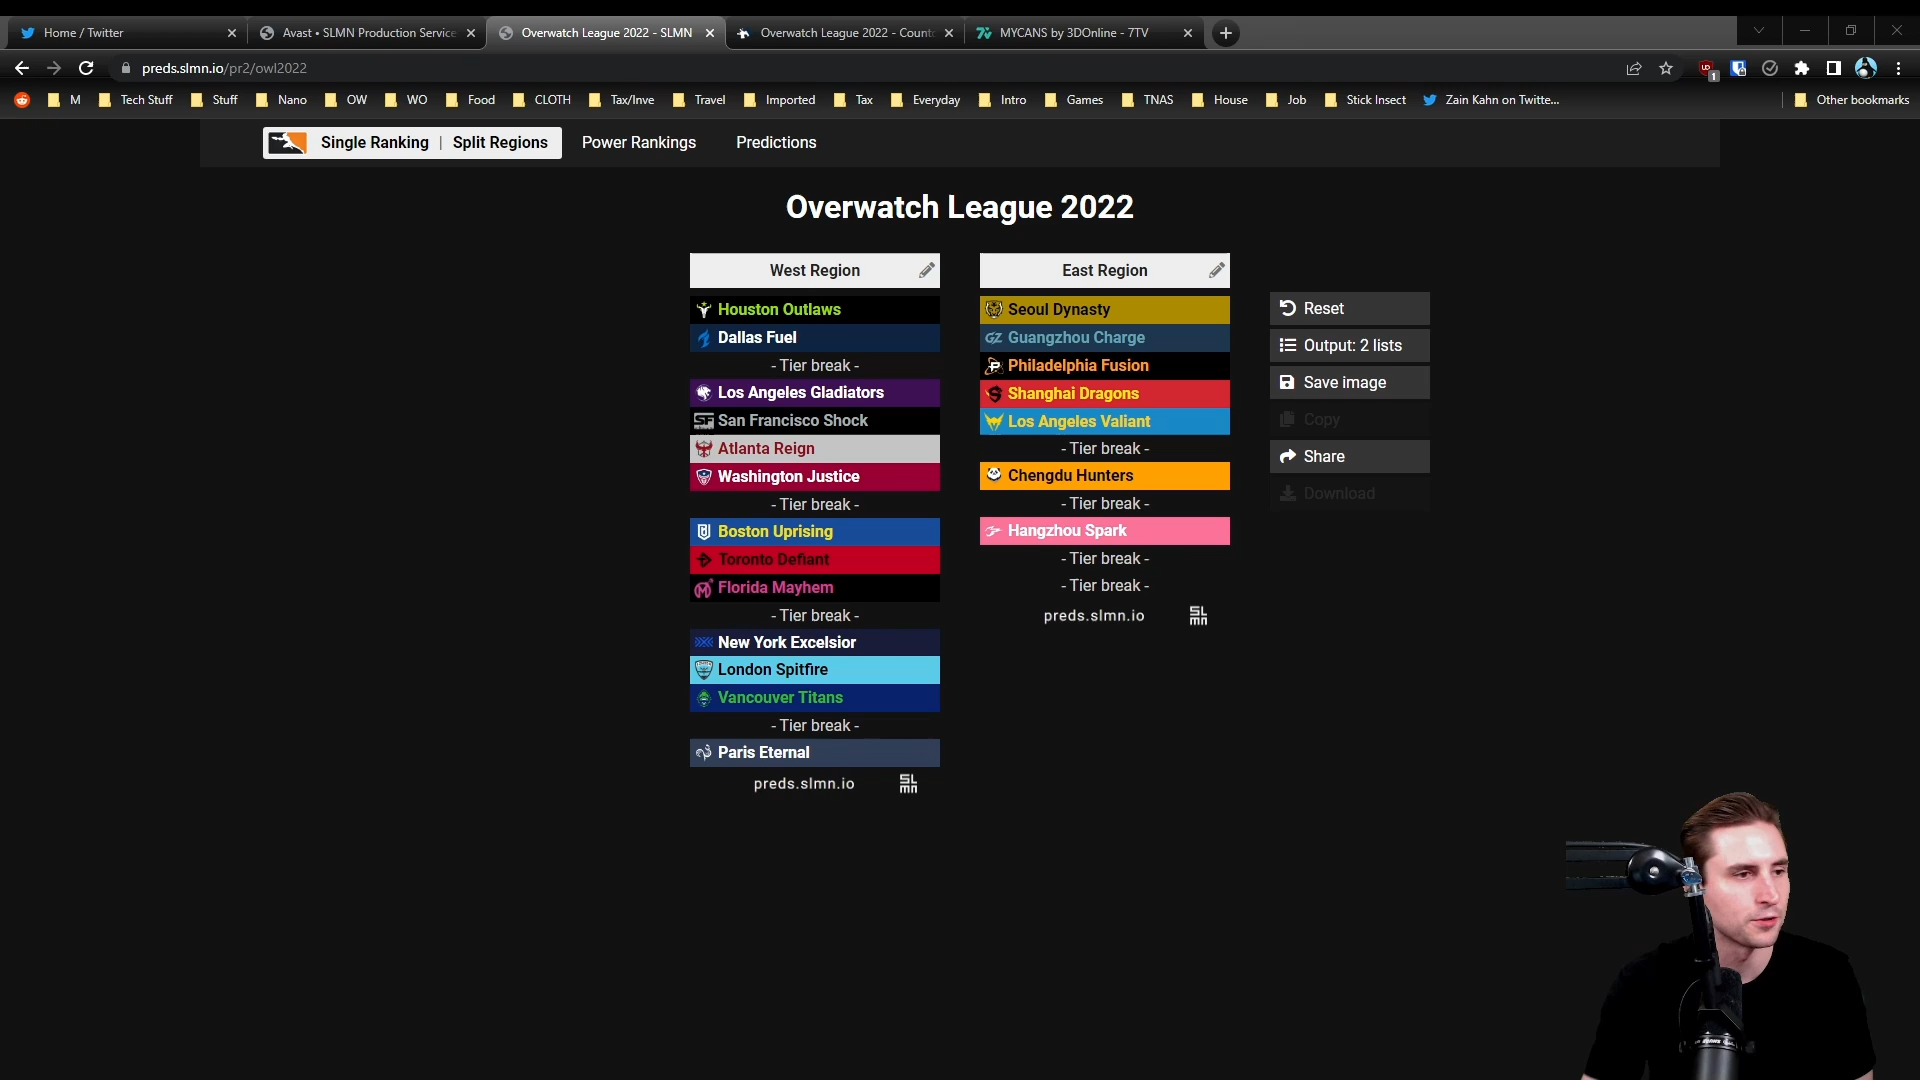 Home / Twitter
Avast • SLMN Production Service
Overwatch League 2022 - SLMN
Overwatch League 2022 - Count
MYCANS by 3DOnline - 7TV
preds.slmn.io/pr2/owl2022
1
M
Tech Stuff
Stuff
Nano
OW
WO
Food
CLOTH
Tax/Inve
Travel
Imported
Tax
Everyday
Intro
Games
TNAS
House
Job
Stick Insect
Zain Kahn on Twitte...
Other bookmarks
Single Ranking | Split Regions
Power Rankings
Predictions
Overwatch League 2022
West Region
Houston Outlaws
Dallas Fuel
- Tier break -
Los Angeles Gladiators
SF San Francisco Shock
Atlanta Reign
Washington Justice
- Tier break -
Boston Uprising
Toronto Defiant
Florida Mayhem
- Tier break -
New York Excelsior
London Spitfire
Vancouver Titans
- Tier break -
Paris Eternal
preds.slmn.io SLMN
East Region
Seoul Dynasty
GZ Guangzhou Charge
Philadelphia Fusion
Shanghai Dragons
Los Angeles Valiant
- Tier break -
Chengdu Hunters
- Tier break -
Hangzhou Spark
- Tier break -
- Tier break -
preds.slmn.io SLMN
Reset
Output: 2 lists
Save image
Copy
Share
Download